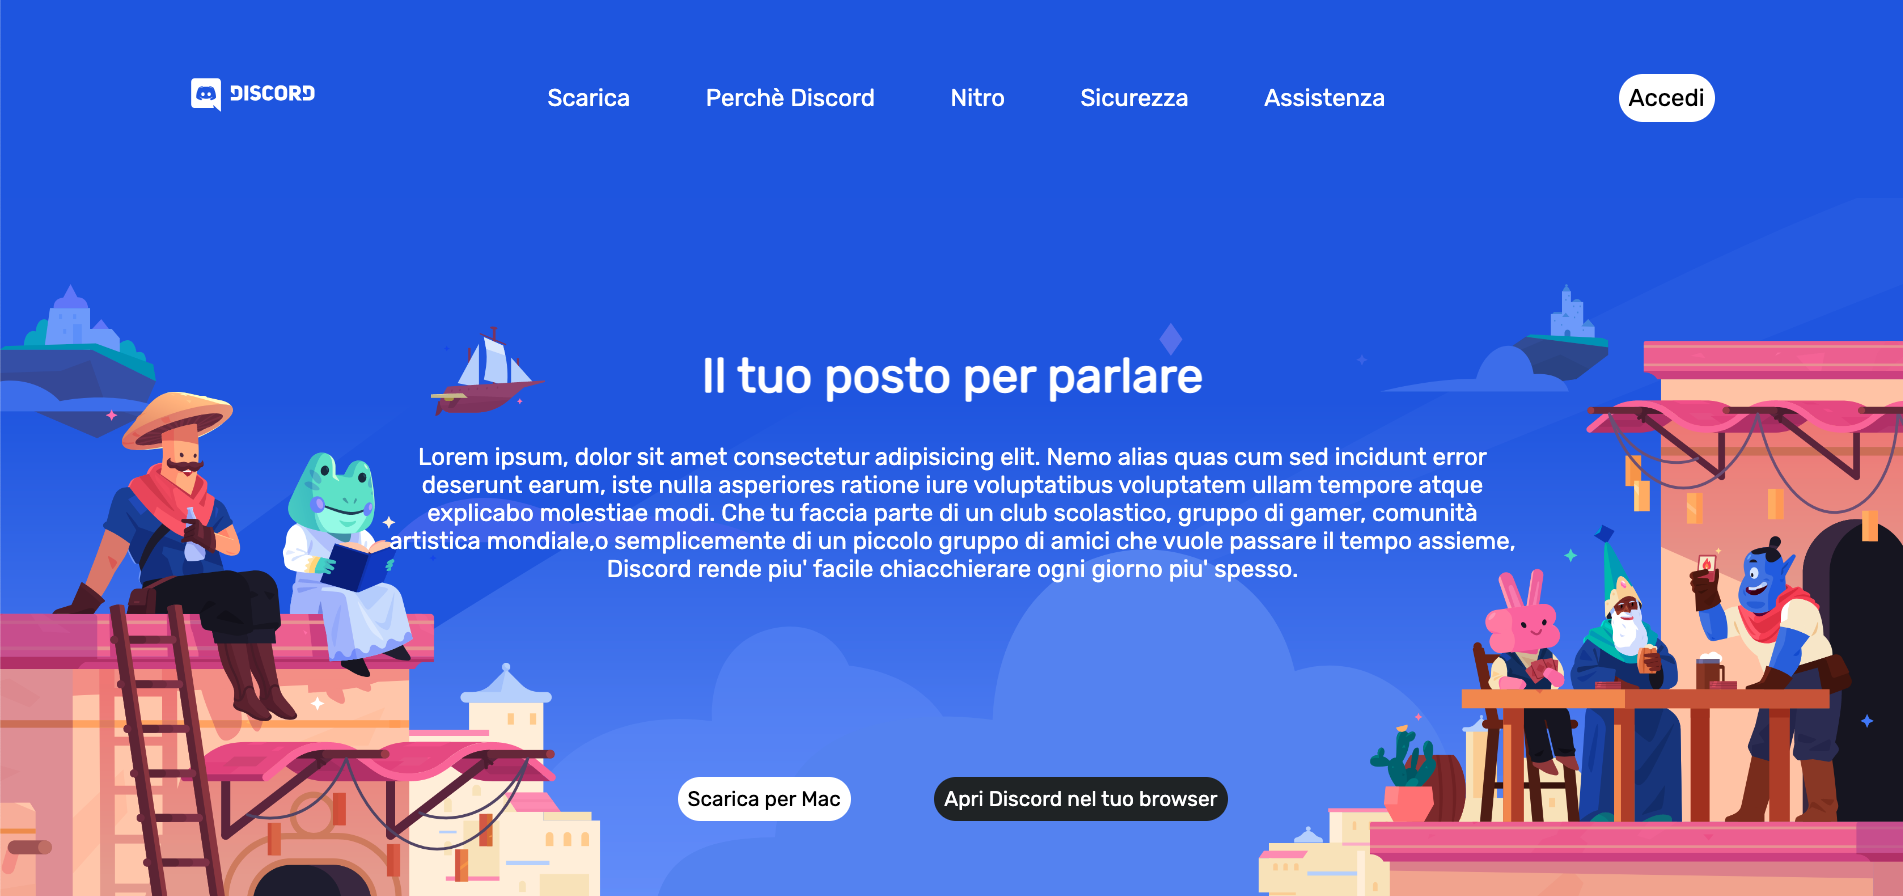 DISCORD
Scarica
Perchè Discord
Nitro
Sicurezza
Assistenza
Accedi
Il tuo posto per parlare
Lorem ipsum, dolor sit amet consectetur adipisicing elit. Nemo alias quas cum sed incidunt error
deserunt earum, iste nulla asperiores ratione iure voluptatibus voluptatem ullam tempore atque
explicabo molestiae modi. Che tu faccia parte di un club scolastico, gruppo di gamer, comunità
artistica mondiale,o semplicemente di un piccolo gruppo di amici che vuole passare il tempo assieme,
Discord rende piu' facile chiacchierare ogni giorno piu' spesso.
Scarica per Mac
Apri Discord nel tuo browser